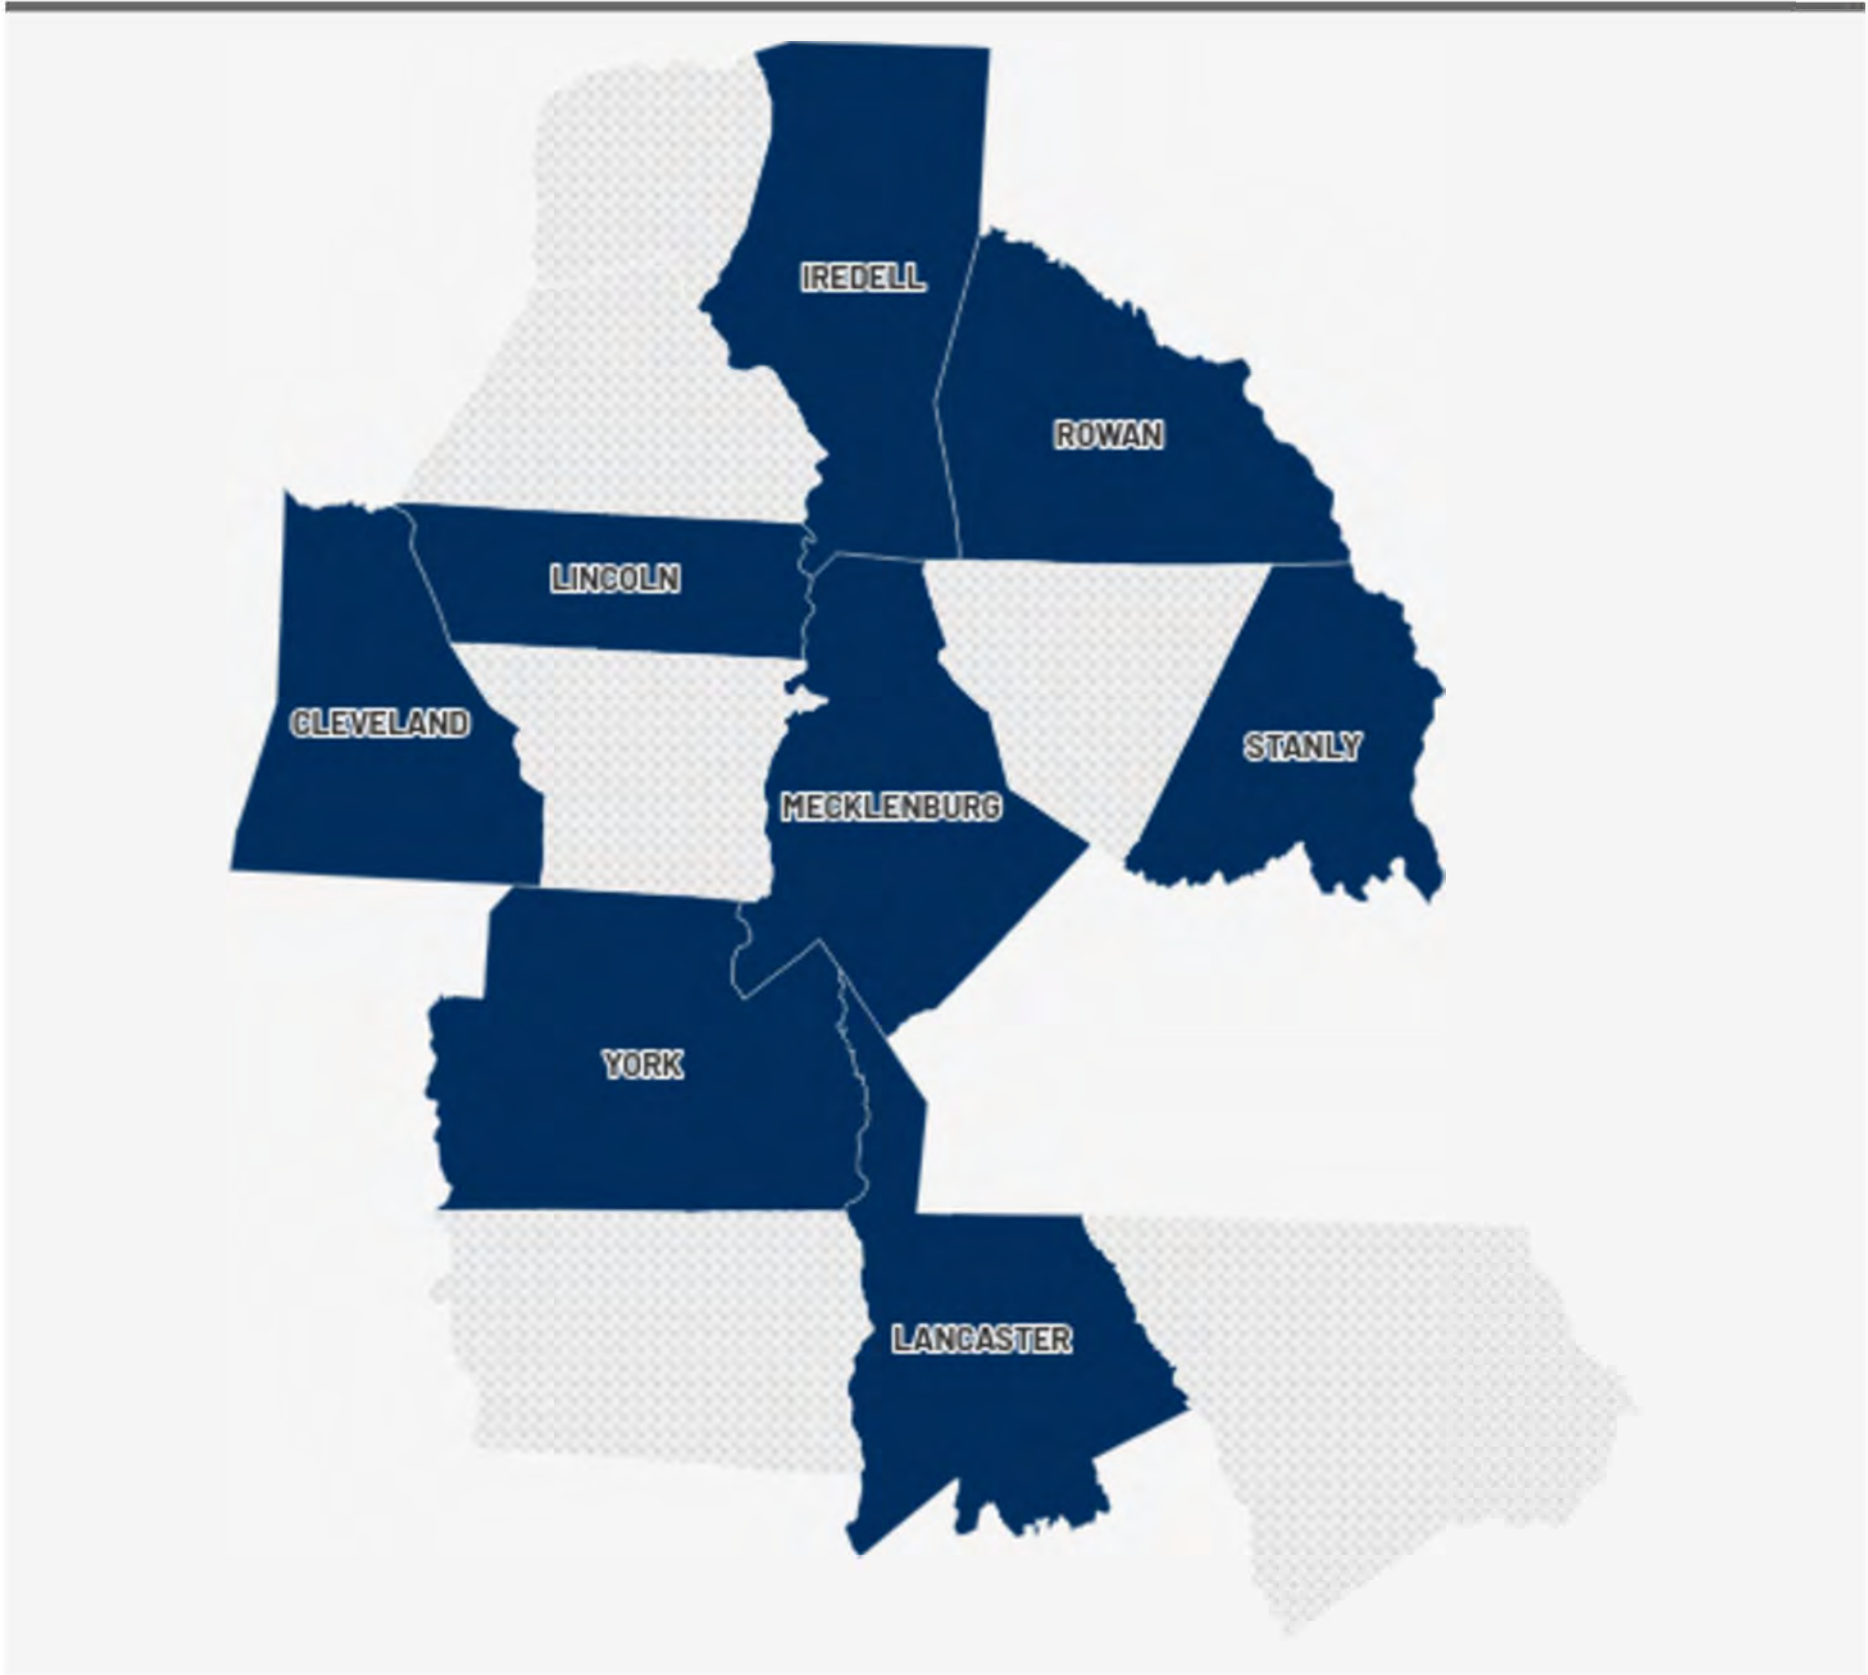 IREDELL
ROWAN
LINCOLN
CLEVELAND
STANLY
MECKLENBURG
YORK
LANCASTER